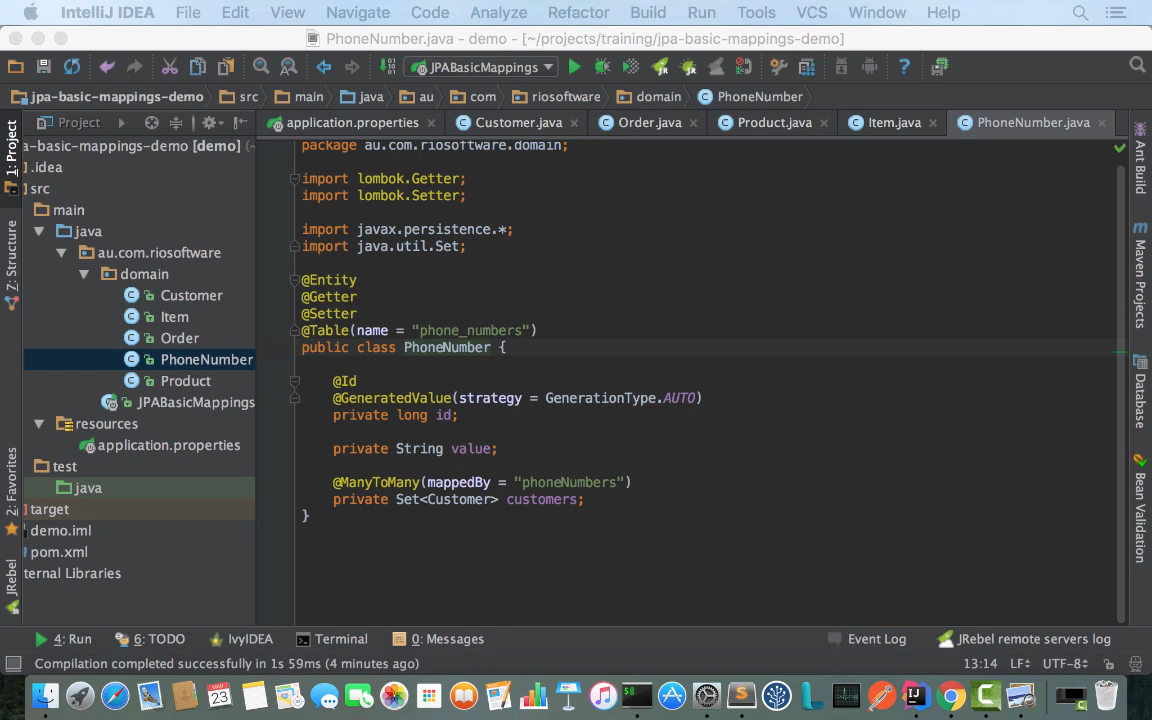 IntelliJ IDEA File Edit View Navigate Code Analyze Refactor Build Run Tools VCS Window Help
PhoneNumber.java - demo - [~/projects/training/jpa-basic-mappings-demo]
JPABasicMappings
jpa-basic-mappings-demo src main java au com riosoftware domain PhoneNumber
Project
application.properties Customer.java Order.java Product.java Item.java PhoneNumber.java
1: Project
Z: Structure
2: Favorites
JRebel
a-basic-mappings-demo [demo] (~
.idea
src
main
java
au.com.riosoftware
domain
Customer
Item
Order
PhoneNumber
Product
JPABasicMappings
resources
application.properties
test
java
target
demo.iml
pom.xml
ternal Libraries
package au.com.riosoftware.domain;
import lombok.Getter;
import lombok.Setter;
import javax.persistence.*;
import java.util.Set;
@Entity
@Getter
@Setter
@Table(name = "phone_numbers")
public class PhoneNumber {
@Id
@GeneratedValue(strategy = GenerationType.AUTO)
private long id;
private String value;
@ManyToMany(mappedBy = "phoneNumbers")
private Set<Customer> customers;
}
Ant Build
Maven Projects
Database
Bean Validation
4: Run 6: TODO IvyIDEA Terminal 0: Messages Event Log JRebel remote servers log
Compilation completed successfully in 1s 59ms (4 minutes ago) 13:14 LF UTF-8
23